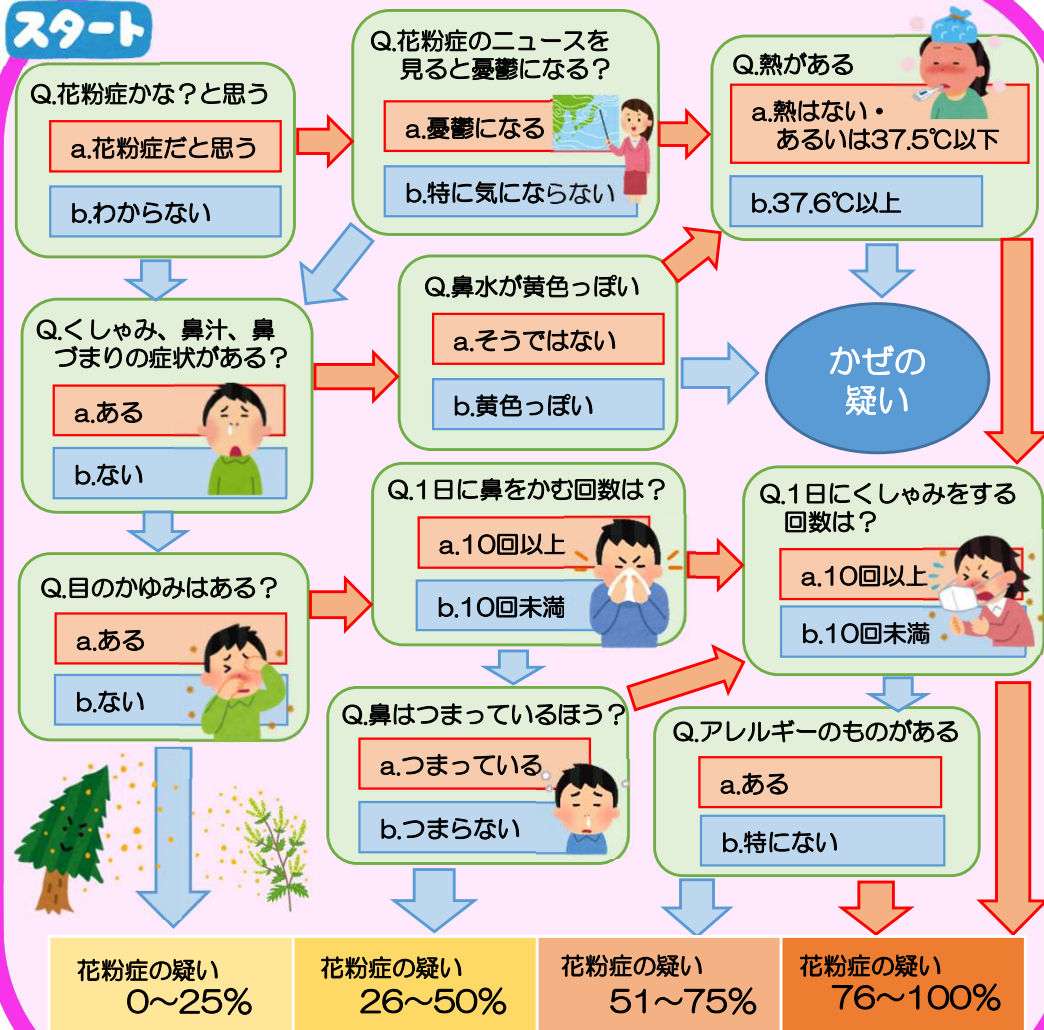 スタート
Q.花粉症かな？と思う
a.花粉症だと思う
b.わからない
Q.花粉症のニュースを
見ると憂鬱になる？
a.憂鬱になる
b.特に気にならない
Q.熱がある
a.熱はない・
あるいは37.5℃以下
b.37.6℃以上
Q.くしゃみ、鼻汁、鼻
づまりの症状がある？
a.ある
b.ない
Q.鼻水が黄色っぽい
a.そうではない
b.黄色っぽい
かぜの
疑い
Q.目のかゆみはある？
a.ある
b.ない
Q.1日に鼻をかむ回数は？
a.10回以上
b.10回未満
Q.1日にくしゃみをする
回数は？
a.10回以上
b.10回未満
Q.鼻はつまっているほう？
a.つまっている
b.つまらない
Q.アレルギーのものがある
a.ある
b.特にない
花粉症の疑い
0～25%
花粉症の疑い
26～50%
花粉症の疑い
51～75%
花粉症の疑い
76～100%